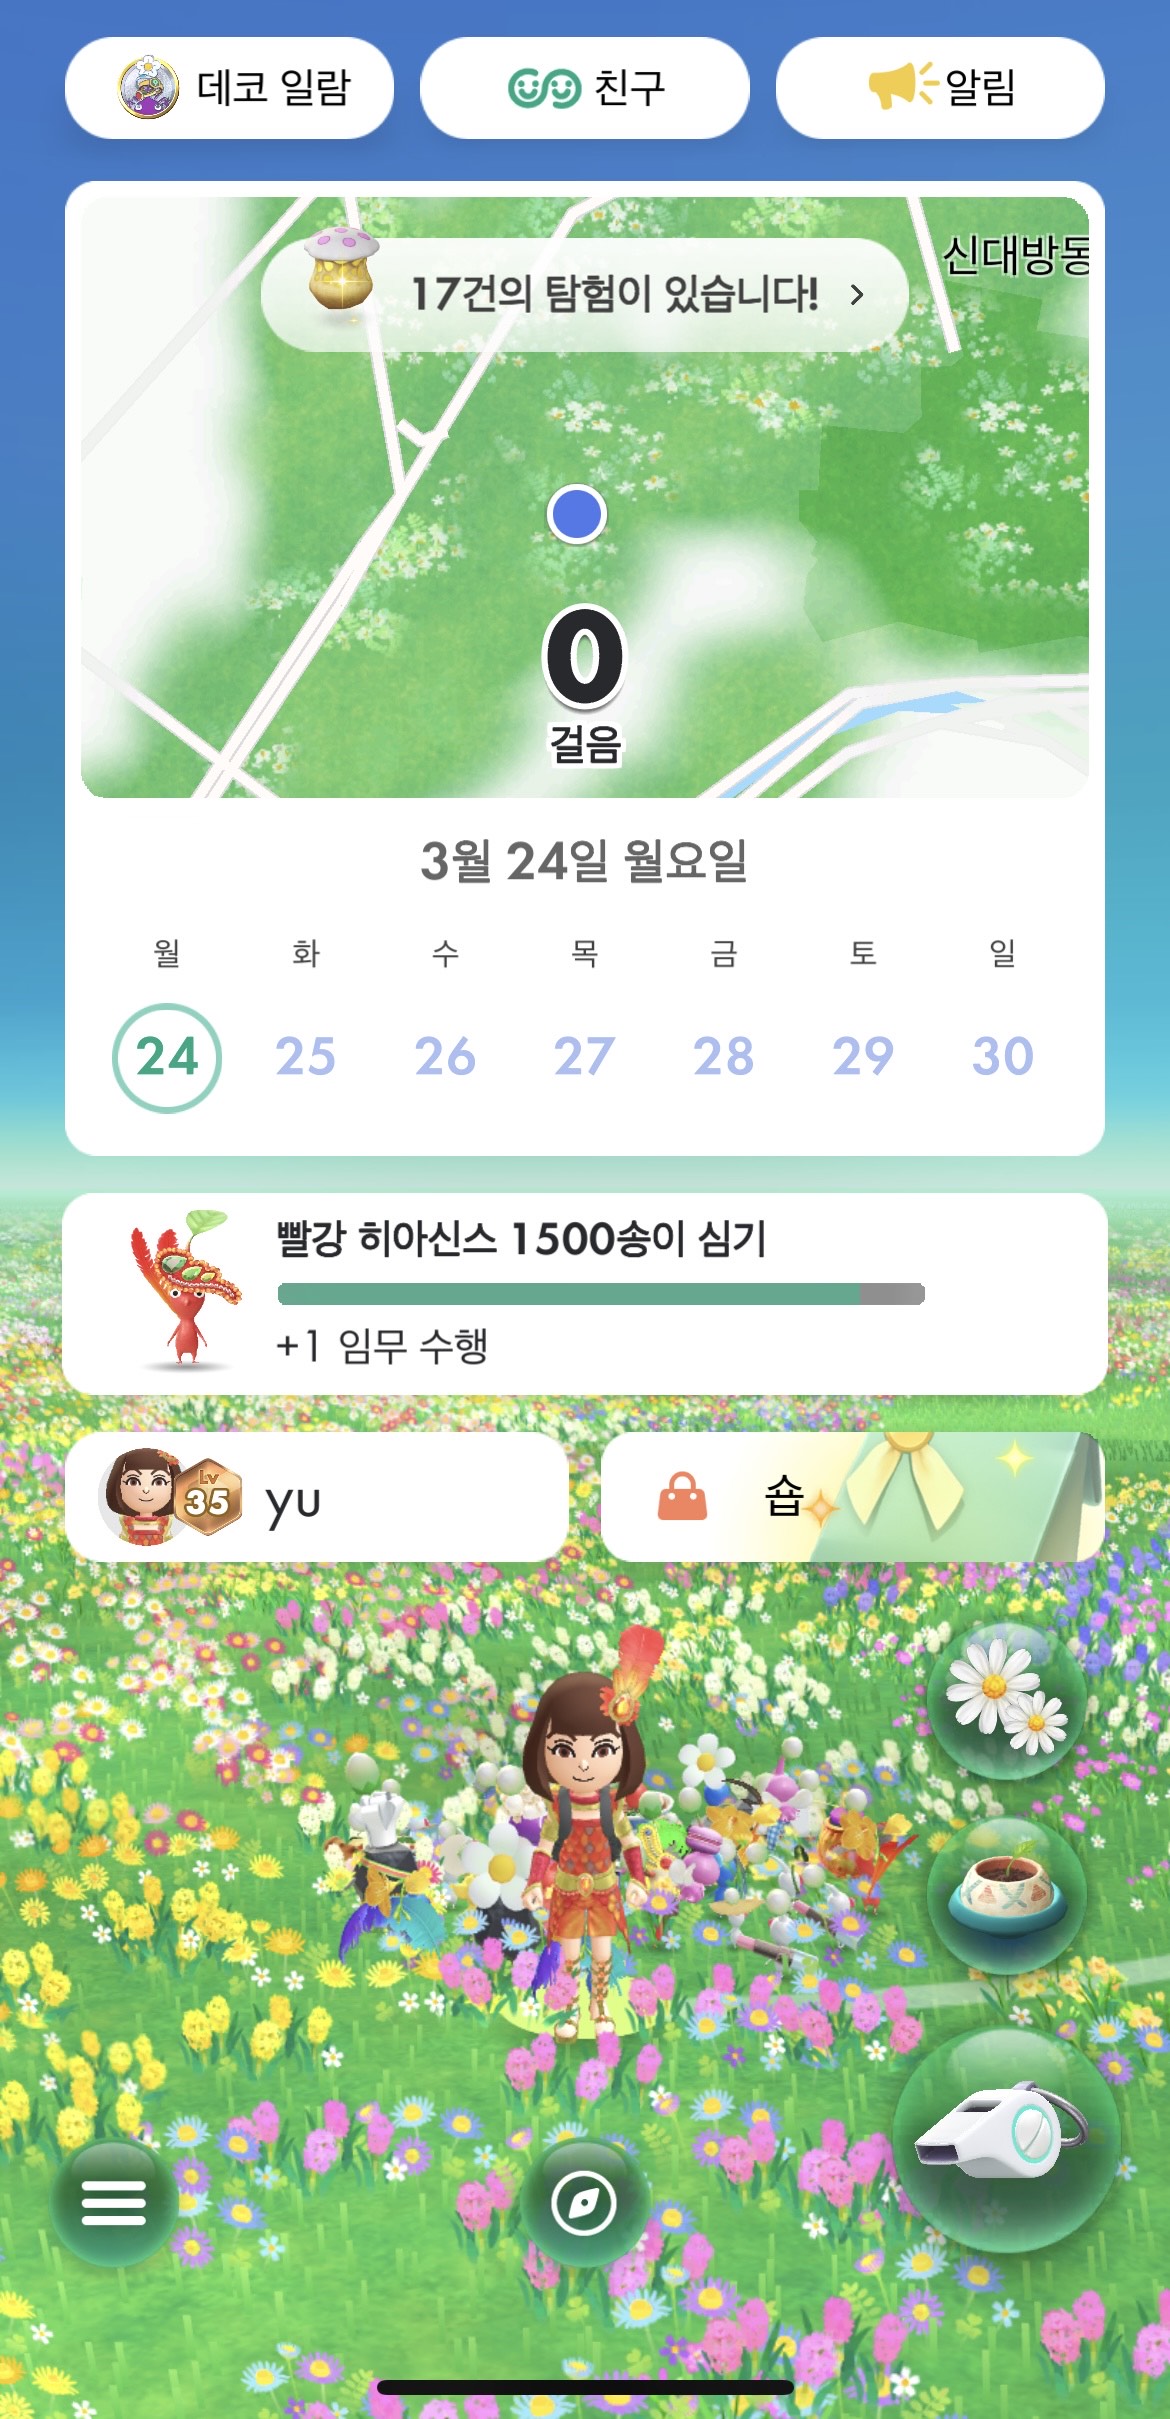 데코 일람
친구
알림
신대방동
17건의 탐험이 있습니다!
0
걸음
3월 24일 월요일
월 화 수 목 금 토 일
24 25 26 27 28 29 30
빨강 히아신스 1500송이 심기
+1 임무 수행
Lv
35
yu
숍